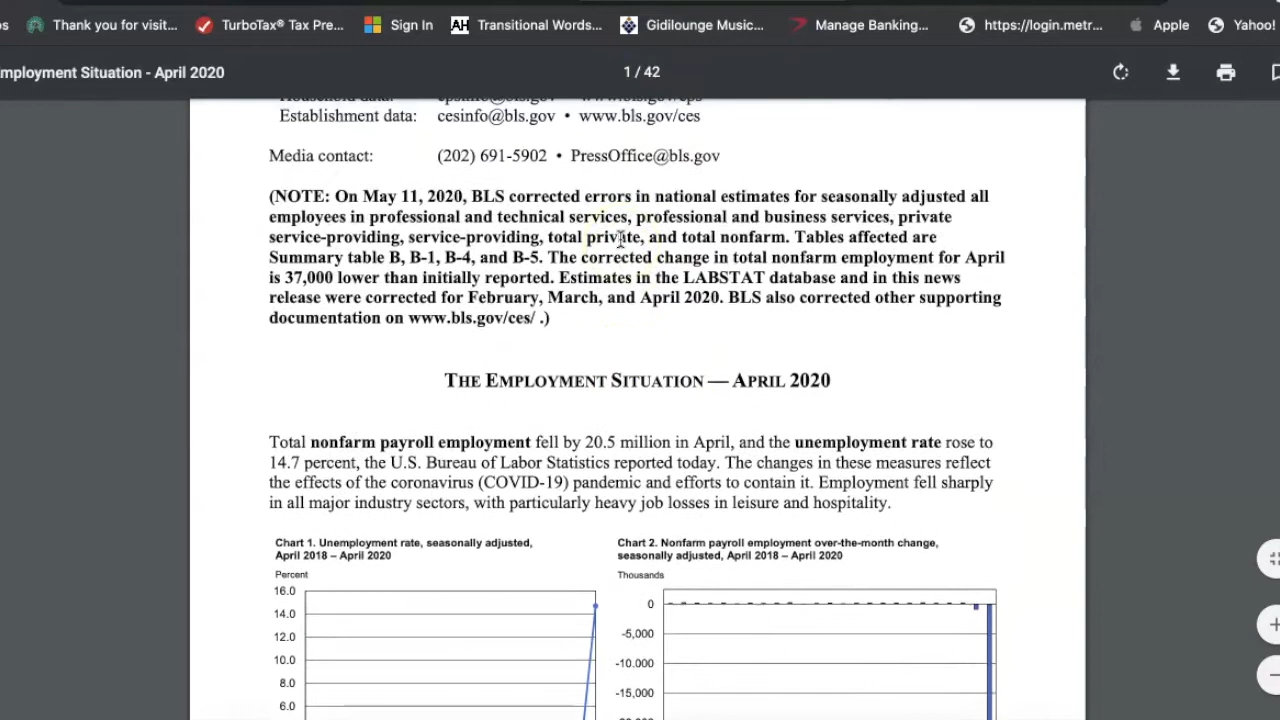 Thank you for visit...
TurboTax® Tax Pre...
Sign In
AH
Transitional Words...
Gidilounge Music...
Manage Banking...
https://login.metr...
Apple
Yahoo!
mployment Situation - April 2020
1 / 42
Household data:
cpsinfo@bls.gov • www.bls.gov/cps
Establishment data: cesinfo@bls.gov • www.bls.gov/ces
Media contact: (202) 691-5902 • PressOffice@bls.gov
(NOTE: On May 11, 2020, BLS corrected errors in national estimates for seasonally adjusted all
employees in professional and technical services, professional and business services, private
service-providing, service-providing, total private, and total nonfarm. Tables affected are
Summary table B, B-1, B-4, and B-5. The corrected change in total nonfarm employment for April
is 37,000 lower than initially reported. Estimates in the LABSTAT database and in this news
release were corrected for February, March, and April 2020. BLS also corrected other supporting
documentation on www.bls.gov/ces/ .)
THE EMPLOYMENT SITUATION — APRIL 2020
Total nonfarm payroll employment fell by 20.5 million in April, and the unemployment rate rose to
14.7 percent, the U.S. Bureau of Labor Statistics reported today. The changes in these measures reflect
the effects of the coronavirus (COVID-19) pandemic and efforts to contain it. Employment fell sharply
in all major industry sectors, with particularly heavy job losses in leisure and hospitality.
Chart 1. Unemployment rate, seasonally adjusted,
April 2018 – April 2020
Percent
16.0
14.0
12.0
10.0
8.0
6.0
Chart 2. Nonfarm payroll employment over-the-month change,
seasonally adjusted, April 2018 – April 2020
Thousands
0
-5,000
-10.000
-15,000